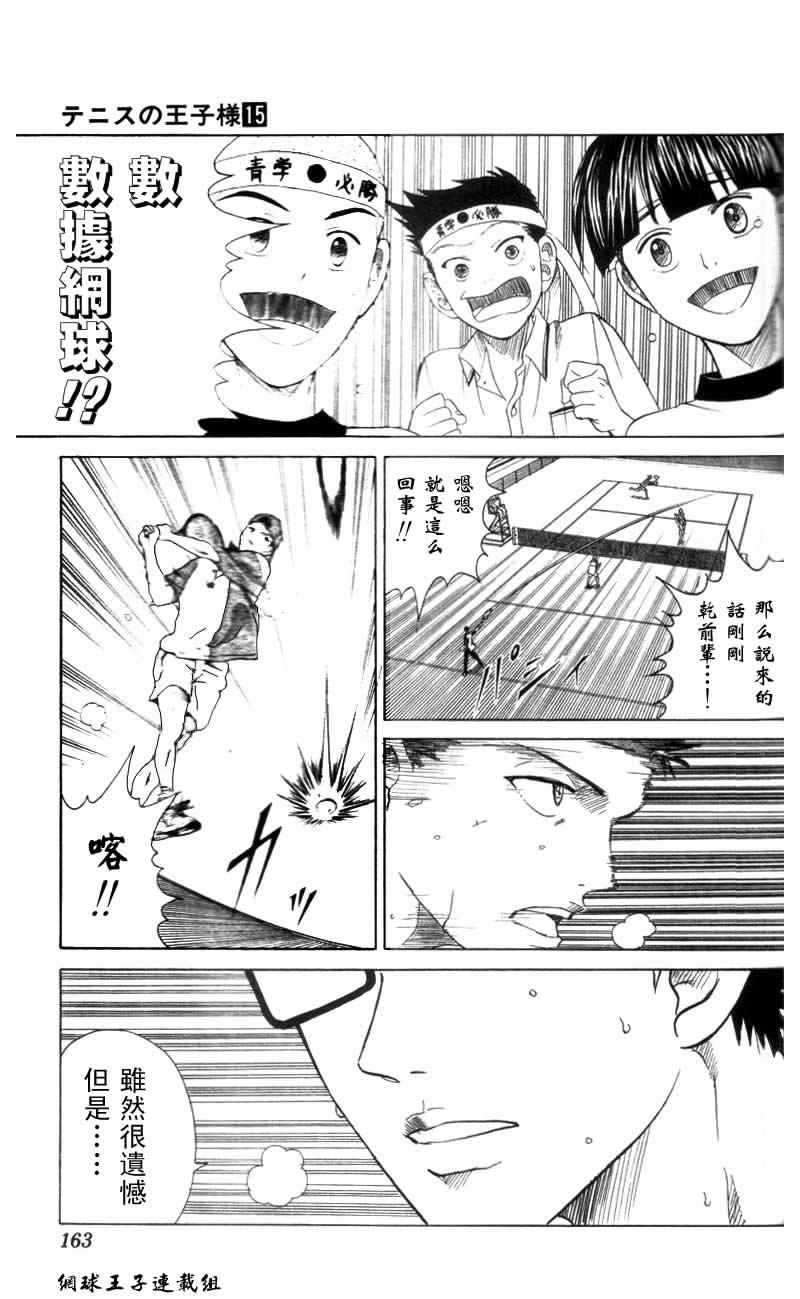 テニスの王子様15
青学●必勝
青学●必勝
數
數據網球!?
那么說來的
話剛剛
乾前輩…!
嗯嗯
就是這么
回事!!
パシィ
喀!!
ガッ
雖然很遺憾
但是……
163
網球王子連載組